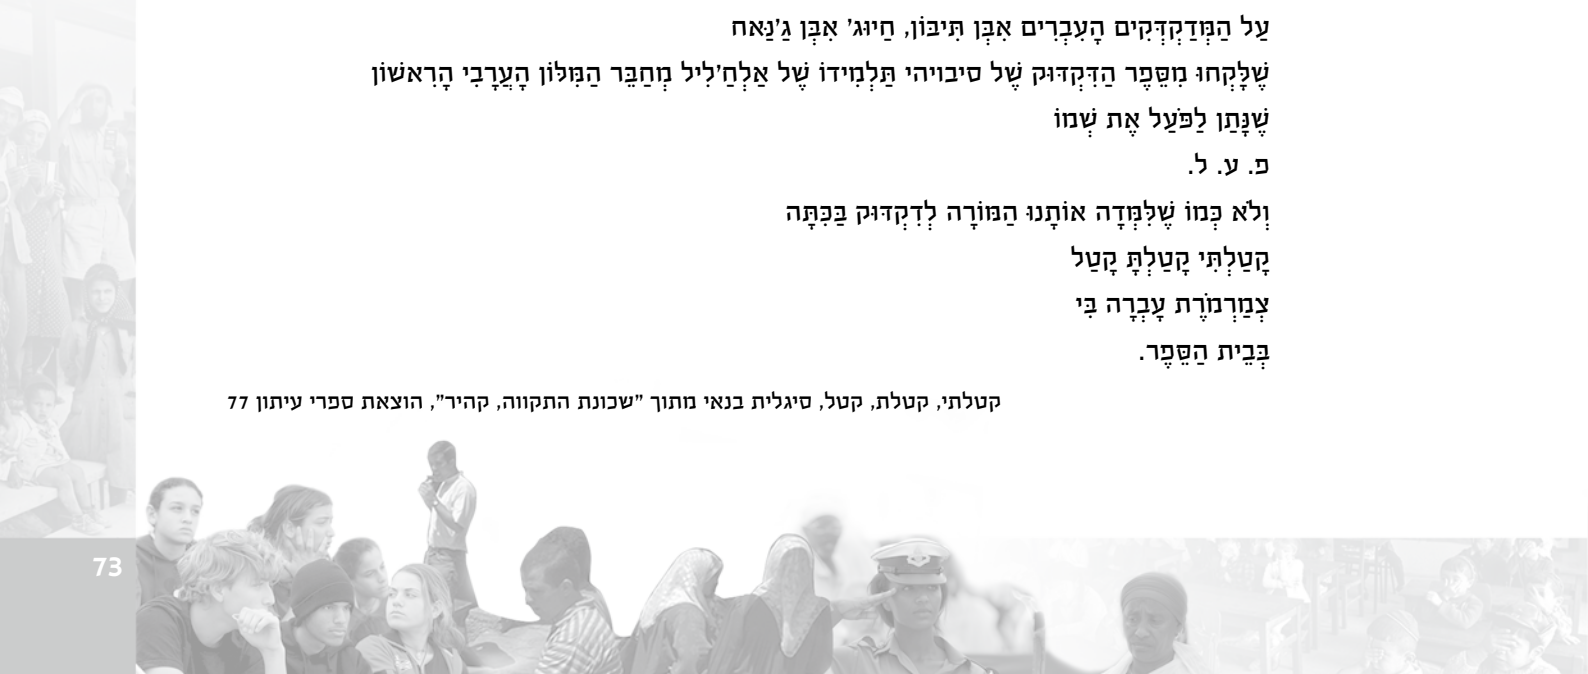 עַל הַמְּדַקְדְּקִים הָעִבְרִים אִבְּן תִּיבּוֹן, חַיּוּג' אִבְּן גַ'נַּאח
שֶׁלָּקְחוּ מִסֵּפֶר הַדִּקְדּוּק שֶׁל סיבויהי תַּלְמִידוֹ שֶׁל אַלְחַ'לִיל מְחַבֵּר הַמִּלּוֹן הָעֲרָבִי הָרִאשׁוֹן
שֶׁנָּתַן לַפֹּעַל אֶת שְׁמוֹ
פ. ע. ל.
וְלֹא כְּמוֹ שֶׁלִּמְּדָה אוֹתָנוּ הַמּוֹרָה לְדִקְדּוּק בַּכִּתָּה
קָטַלְתִּי קָטַלְתָּ קָטַל
צְמַרְמֹרֶת עָבְרָה בִּי
בְּבֵית הַסֵּפֶר.
קטלתי, קטלת, קטל, סיגלית בנאי מתוך "שכונת התקווה, קהיר", הוצאת ספרי עיתון 77
73